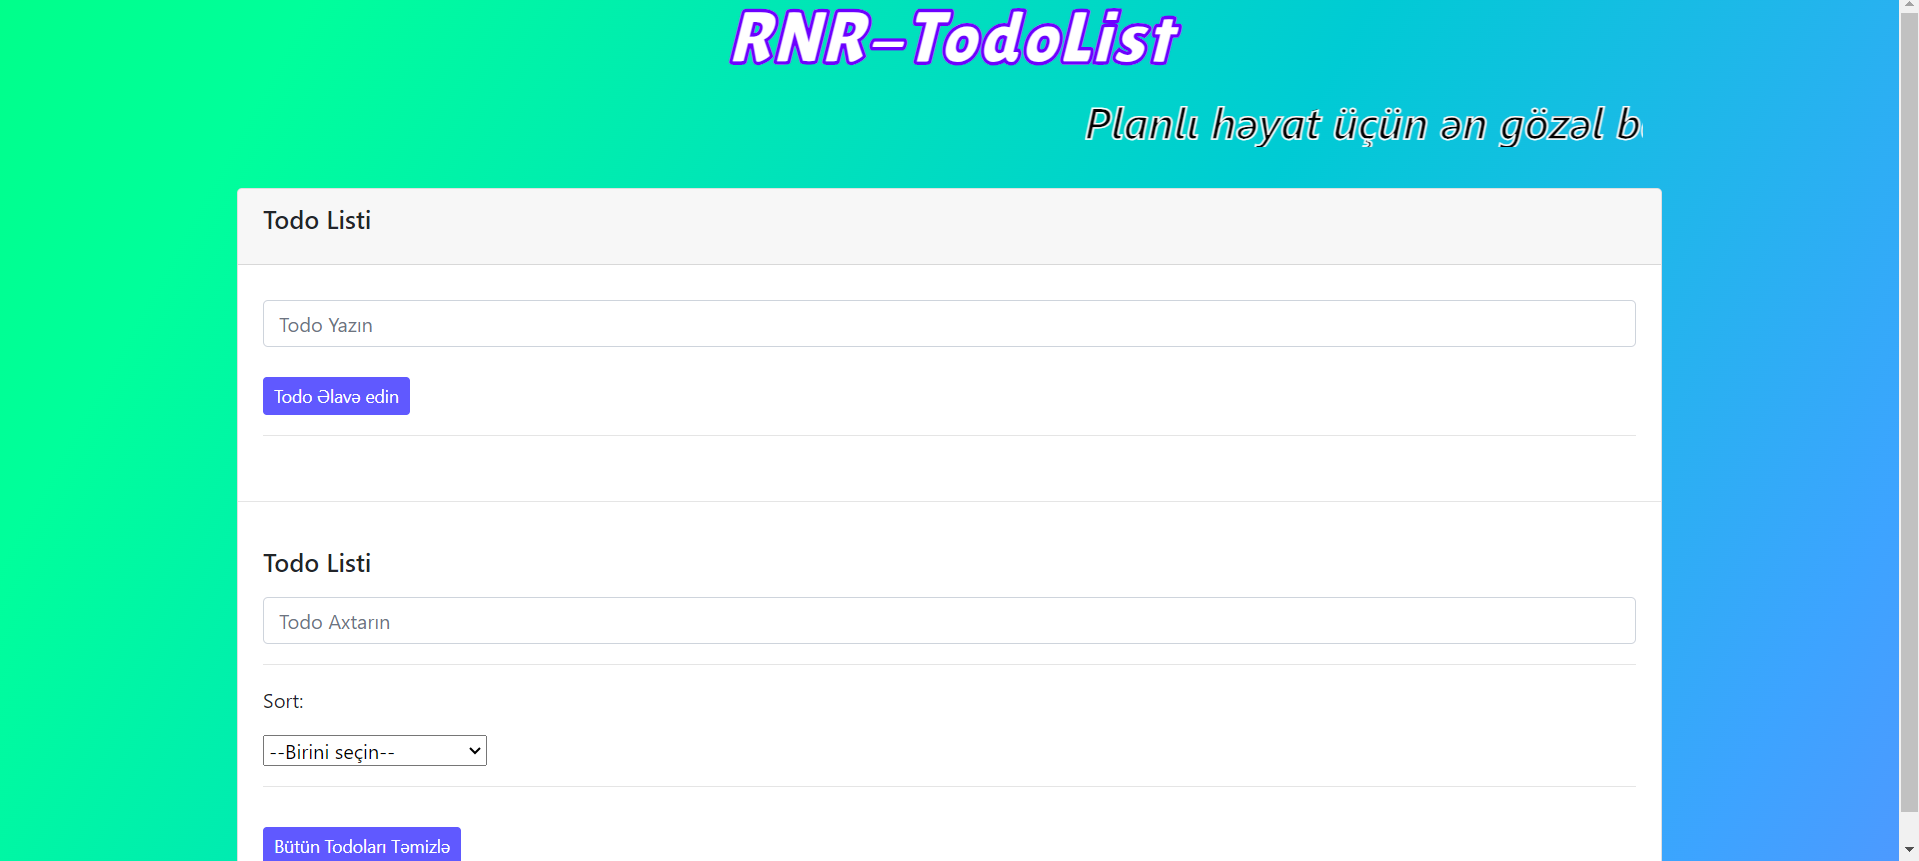 RNR-TodoList
Planlı həyat üçün ən gözəl
Todo Listi
Todo Yazın
Todo Əlavə edin
Todo Listi
Todo Axtarın
Sort:
--Birini seçin--
Bütün Todoları Təmizlə